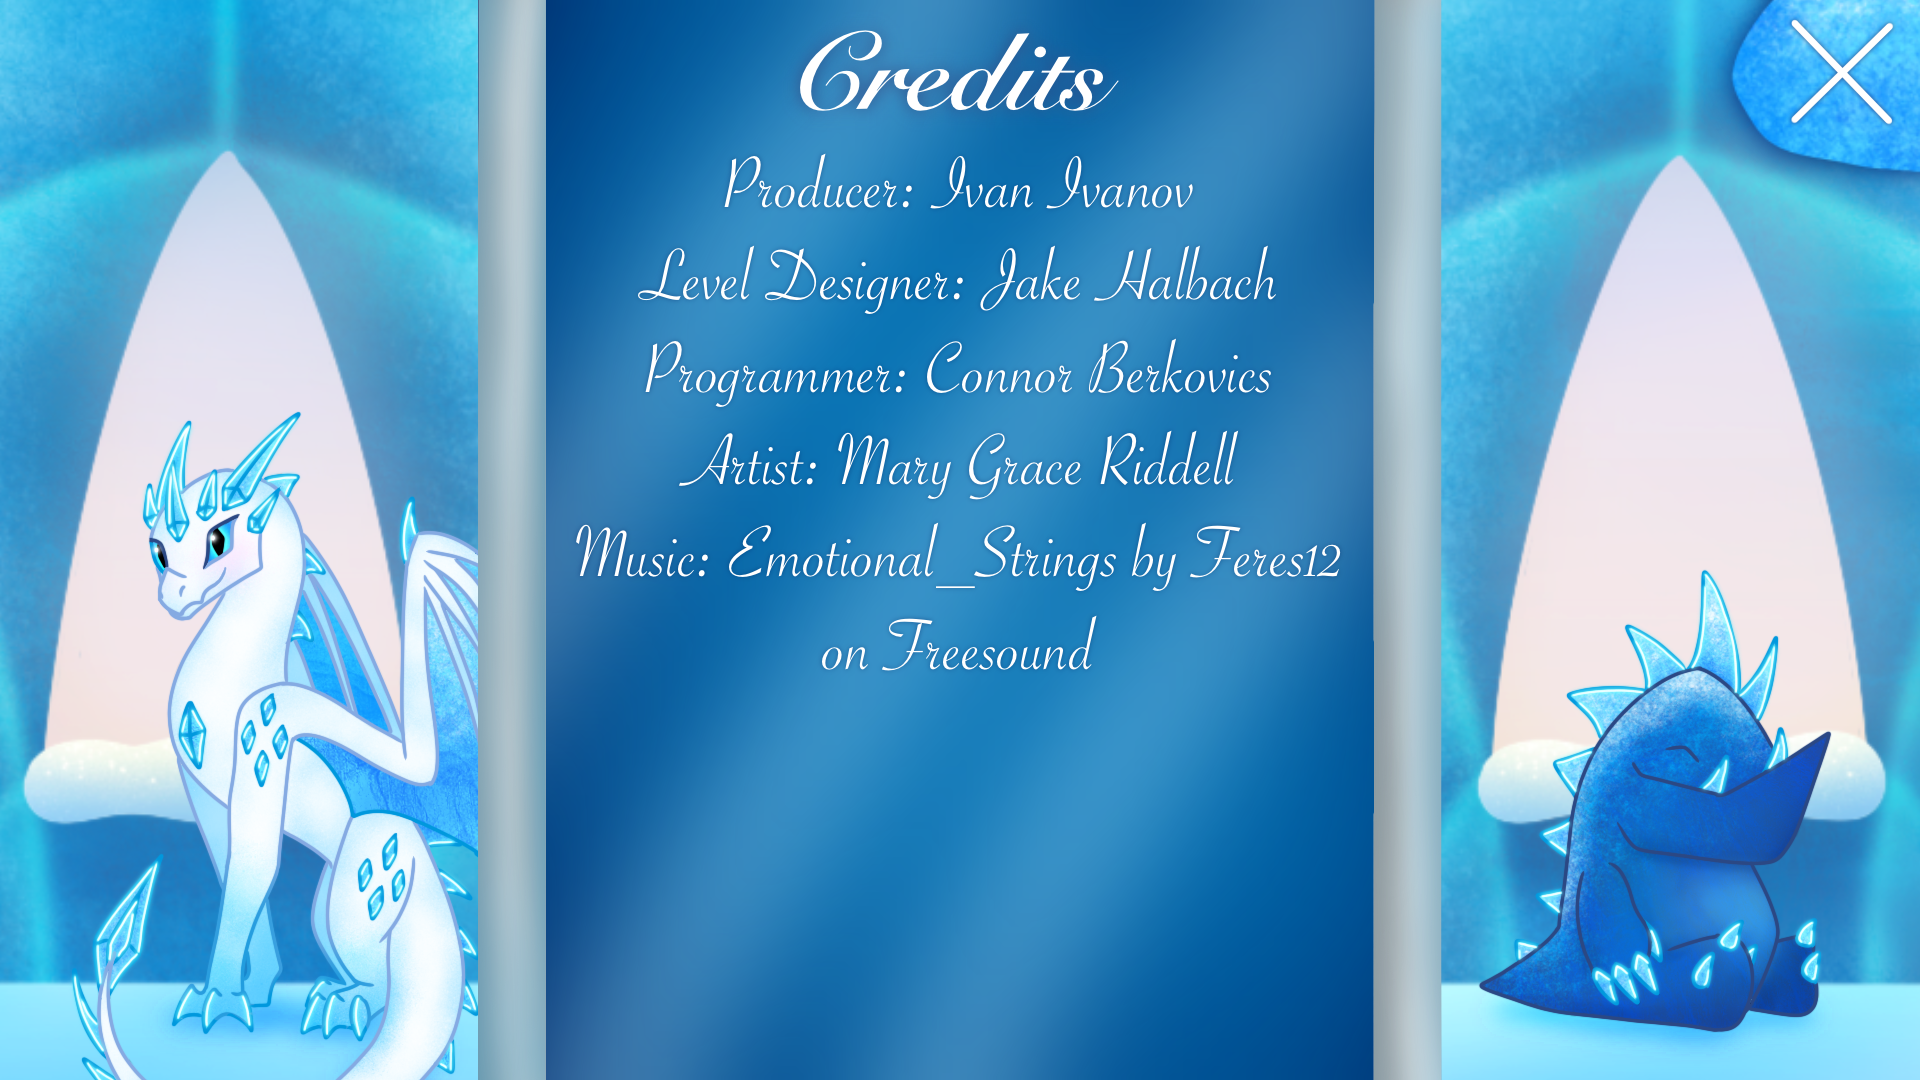 Credits
Producer: Ivan Ivanov
Level Designer: Jake Halbach
Programmer: Connor Berkovics
Artist: Mary Grace Riddell
Music: Emotional_Strings by Feres12
on Freesound